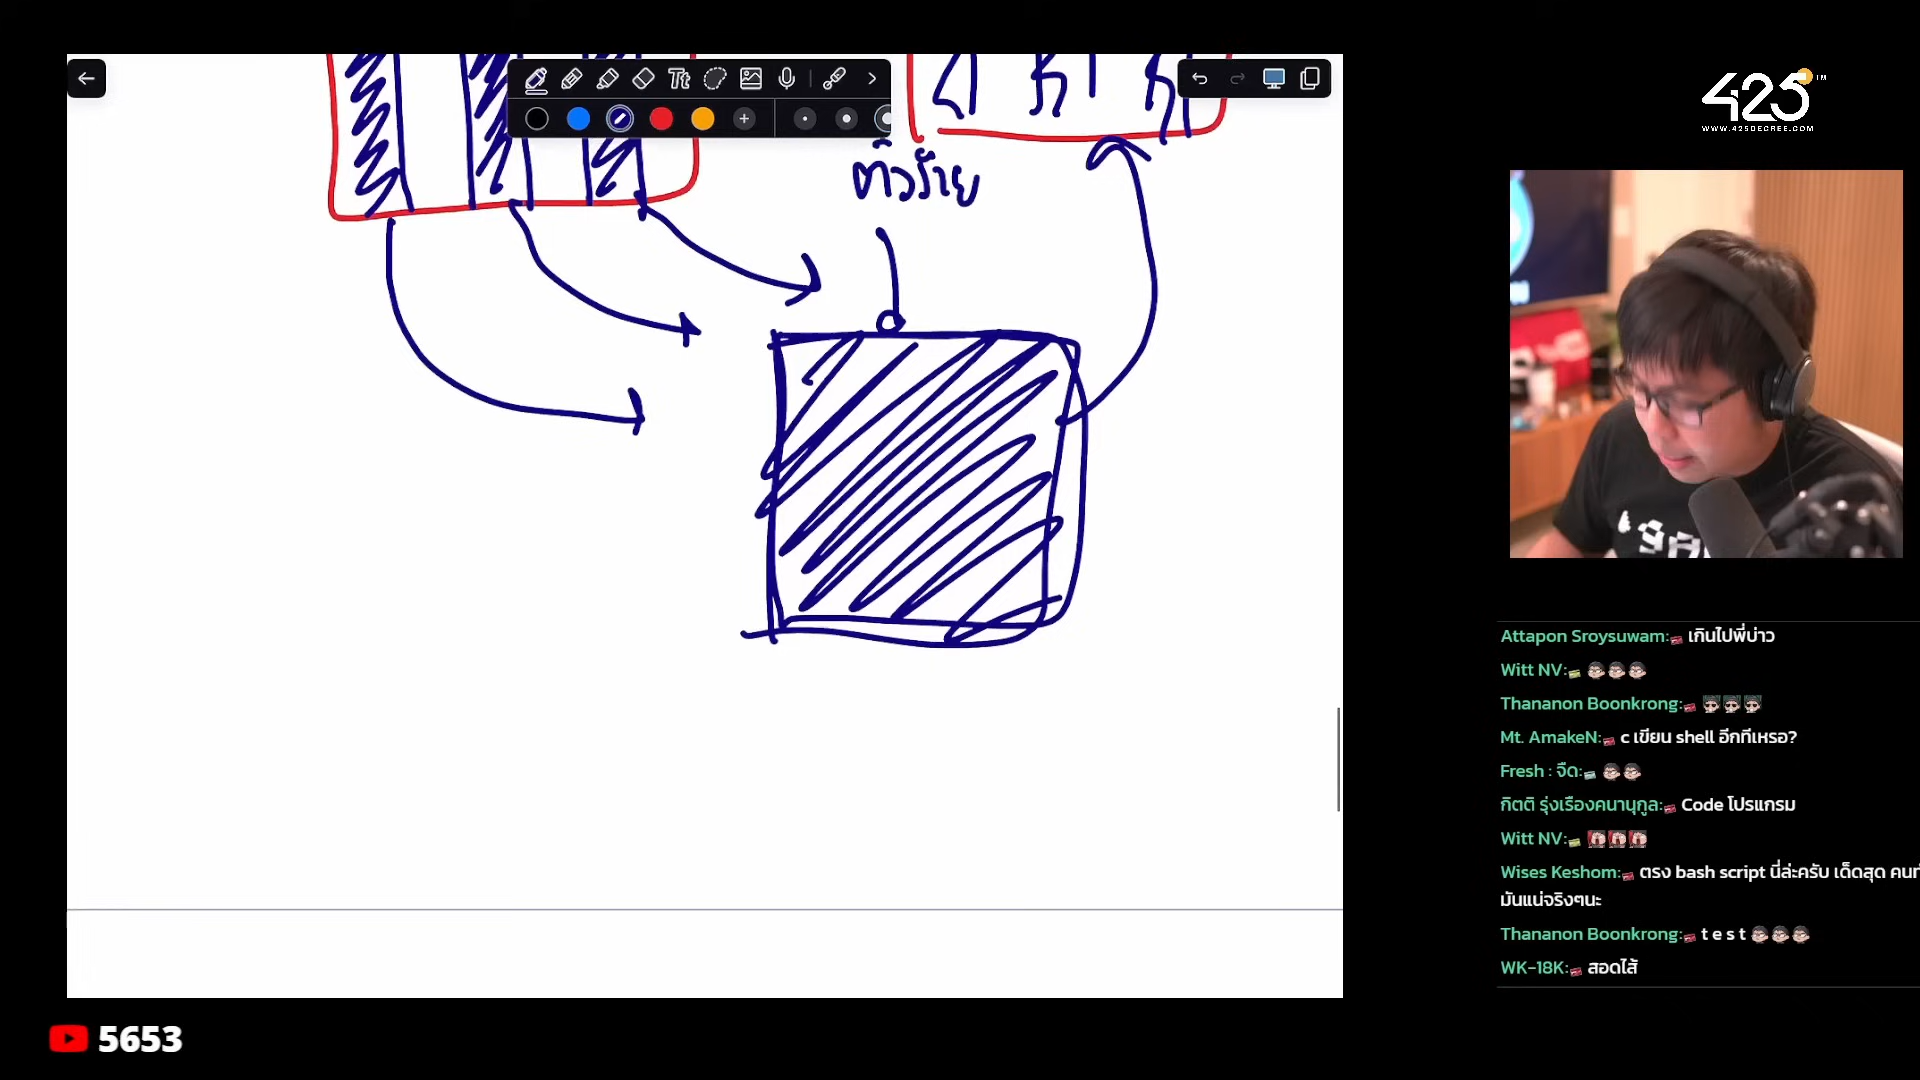 Tt
ตัวร้าย
425 TM
WWW.425DEGREE.COM
Attapon Sroysuwam: เกินไปพี่บ่าว
Witt NV:
Thananon Boonkrong:
Mt. AmakeN: c เขียน shell อีกทีเหรอ?
Fresh : จืด:
กิตติ รุ่งเรืองคนานุกูล: Code โปรแกรม
Witt NV:
Wises Keshom: ตรง bash script นี่ล่ะครับ เด็ดสุด คนทำ
มันแน่จริงๆนะ
Thananon Boonkrong: t e s t
WK-18K: สอดไส้
5653